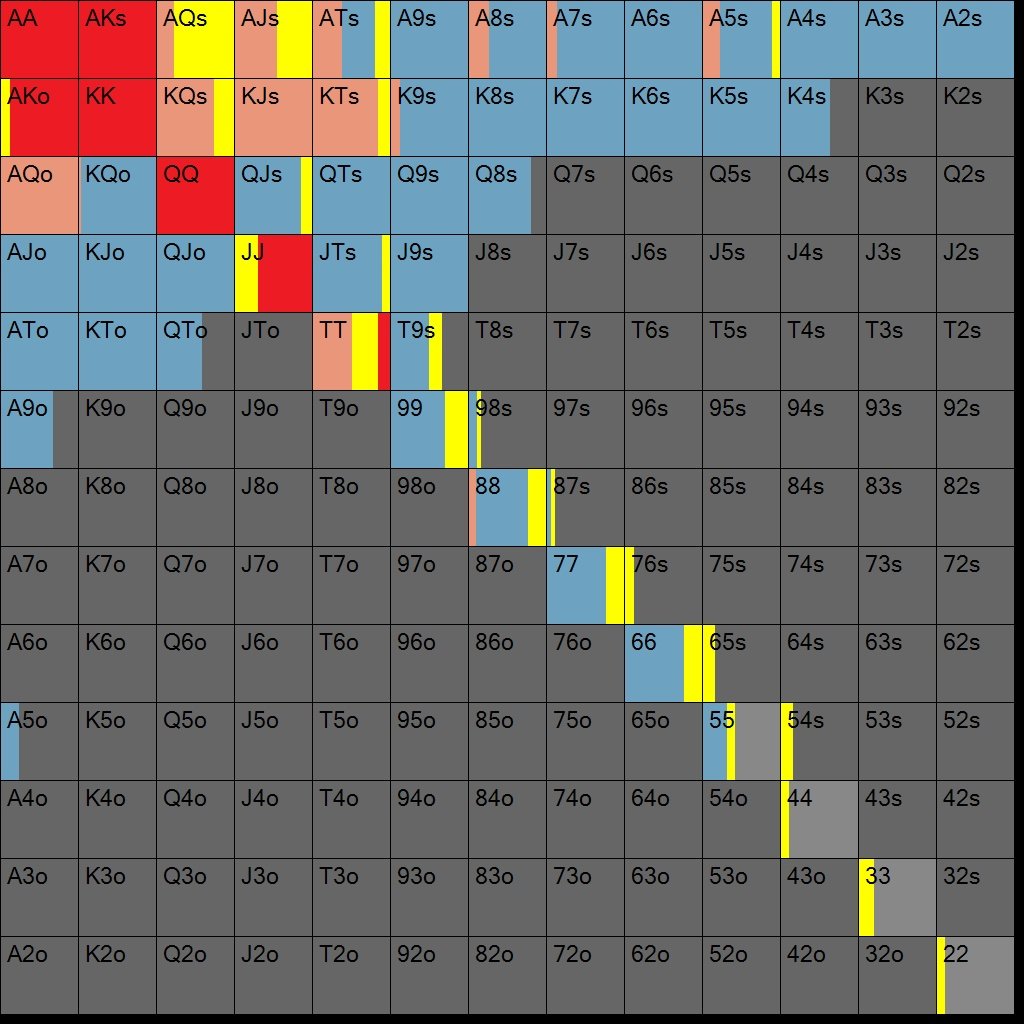 AA AKs AQs AJs ATs A9s A8s A7s A6s A5s A4s A3s A2s
AKo KK KQs KJs KTs K9s K8s K7s K6s K5s K4s K3s K2s
AQo KQo QQ QJs QTs Q9s Q8s Q7s Q6s Q5s Q4s Q3s Q2s
AJo KJo QJo JJ JTs J9s J8s J7s J6s J5s J4s J3s J2s
ATo KTo QTo JTo TT T9s T8s T7s T6s T5s T4s T3s T2s
A9o K9o Q9o J9o T9o 99 98s 97s 96s 95s 94s 93s 92s
A8o K8o Q8o J8o T8o 98o 88 87s 86s 85s 84s 83s 82s
A7o K7o Q7o J7o T7o 97o 87o 77 76s 75s 74s 73s 72s
A6o K6o Q6o J6o T6o 96o 86o 76o 66 65s 64s 63s 62s
A5o K5o Q5o J5o T5o 95o 85o 75o 65o 55 54s 53s 52s
A4o K4o Q4o J4o T4o 94o 84o 74o 64o 54o 44 43s 42s
A3o K3o Q3o J3o T3o 93o 83o 73o 63o 53o 43o 33 32s
A2o K2o Q2o J2o T2o 92o 82o 72o 62o 52o 42o 32o 22